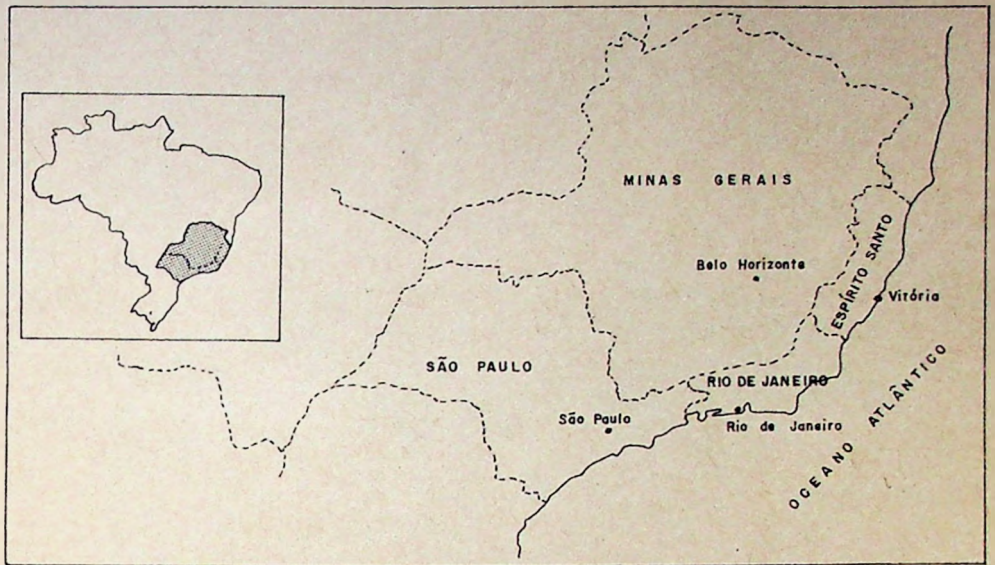 MINAS GERAIS
Belo Horizonte
ESPÍRITO SANTO
Vitória
SÃO PAULO
RIO DE JANEIRO
São Paulo
Rio de Janeiro
OCEANO ATLÂNTICO